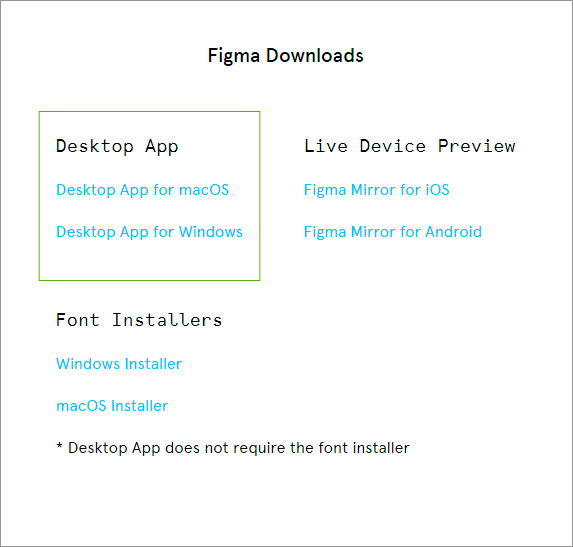 Figma Downloads
Desktop App
Desktop App for macOS
Desktop App for Windows
Live Device Preview
Figma Mirror for iOS
Figma Mirror for Android
Font Installers
Windows Installer
macOS Installer
* Desktop App does not require the font installer